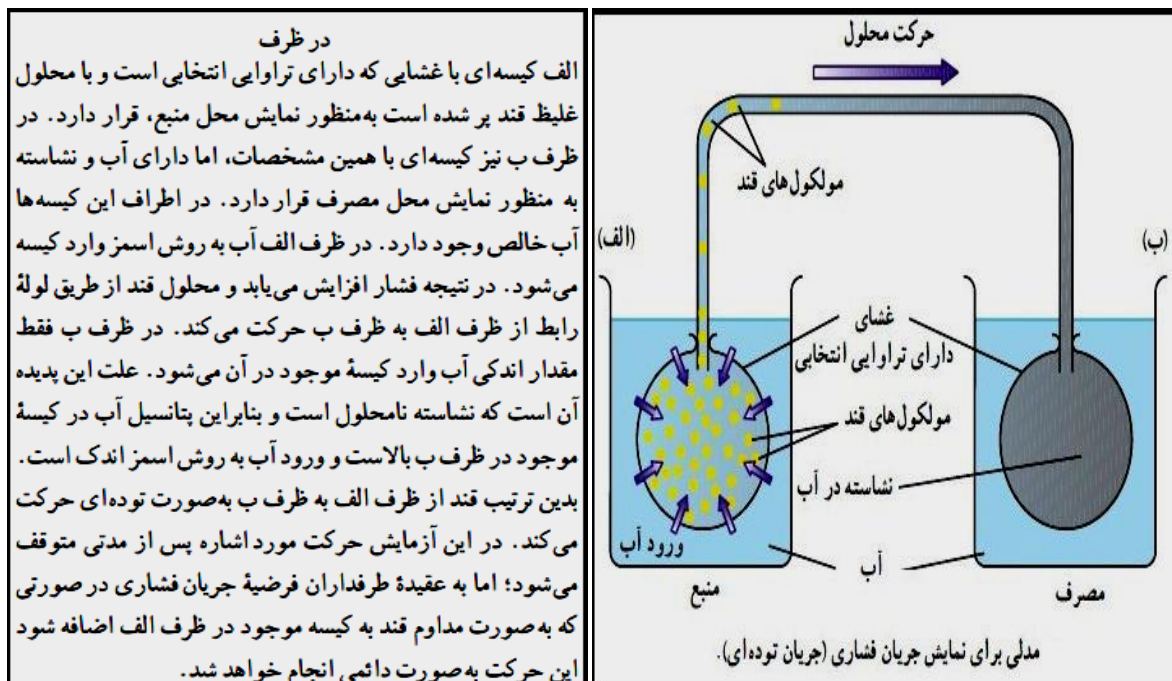 در ظرف
الف کیسه‌ای با غشایی که دارای تراوایی انتخابی است و با محلول
غلیظ قند پر شده است به‌منظور نمایش محل منبع، قرار دارد. در
ظرف ب نیز کیسه‌ای با همین مشخصات، اما دارای آب و نشاسته
به منظور نمایش محل مصرف قرار دارد. در اطراف این کیسه‌ها
آب خالص وجود دارد. در ظرف الف آب به روش اسمز وارد کیسه
می‌شود. در نتیجه فشار افزایش می‌یابد و محلول قند از طریق لولهٔ
رابط از ظرف الف به ظرف ب حرکت می‌کند. در ظرف ب فقط
مقدار اندکی آب وارد کیسهٔ موجود در آن می‌شود. علت این پدیده
آن است که نشاسته نامحلول است و بنابراین پتانسیل آب در کیسهٔ
موجود در ظرف ب بالاست و ورود آب به روش اسمز اندک است.
بدین ترتیب قند از ظرف الف به ظرف ب به‌صورت توده‌ای حرکت
می‌کند. در این آزمایش حرکت مورد اشاره پس از مدتی متوقف
می‌شود؛ اما به عقیدهٔ طرفداران فرضیهٔ جریان فشاری در صورتی
که به‌صورت مداوم قند به کیسه موجود در ظرف الف اضافه شود
این حرکت به‌صورت دائمی انجام خواهد شد.
حرکت محلول
مولکول‌های قند
(الف)
(ب)
غشای
دارای تراوایی انتخابی
مولکول‌های قند
نشاسته در آب
ورود آب
آب
منبع
مصرف
مدلی برای نمایش جریان فشاری (جریان توده‌ای).